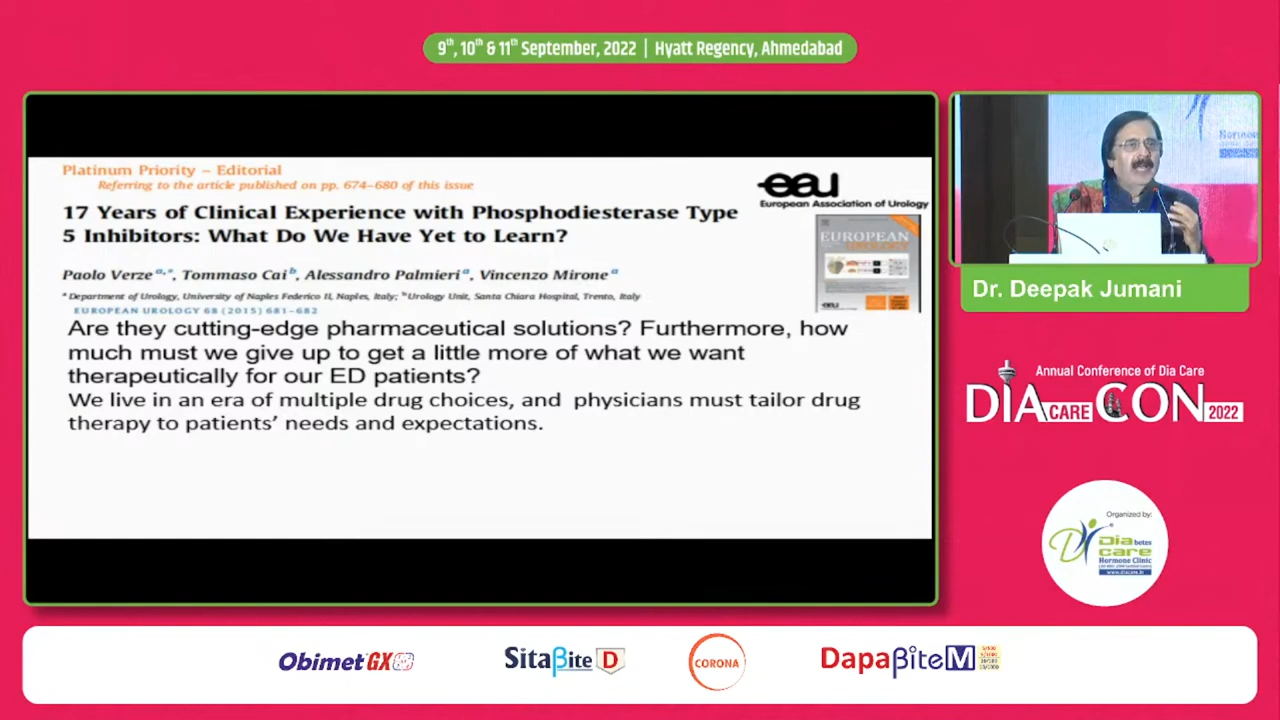 9th, 10th & 11th September, 2022 | Hyatt Regency, Ahmedabad
Platinum Priority – Editorial
Referring to the article published on pp. 674–680 of this issue
eau
European Association of Urology
17 Years of Clinical Experience with Phosphodiesterase Type
5 Inhibitors: What Do We Have Yet to Learn?
EUROPEAN
UROLOGY
Paolo Verze a,*, Tommaso Cai b, Alessandro Palmieri a, Vincenzo Mirone a
a Department of Urology, University of Naples Federico II, Naples, Italy; b Urology Unit, Santa Chiara Hospital, Trento, Italy
EUROPEAN UROLOGY 68 (2015) 681–682
Are they cutting-edge pharmaceutical solutions? Furthermore, how
much must we give up to get a little more of what we want
therapeutically for our ED patients?
We live in an era of multiple drug choices, and physicians must tailor drug
therapy to patients’ needs and expectations.
Dr. Deepak Jumani
Annual Conference of Dia Care
DIA CARE CON 2022
Organized by:
Diabetes
care
Hormone Clinic
Obimet GX
SitaβiteD
CORONA
DapaβiteM